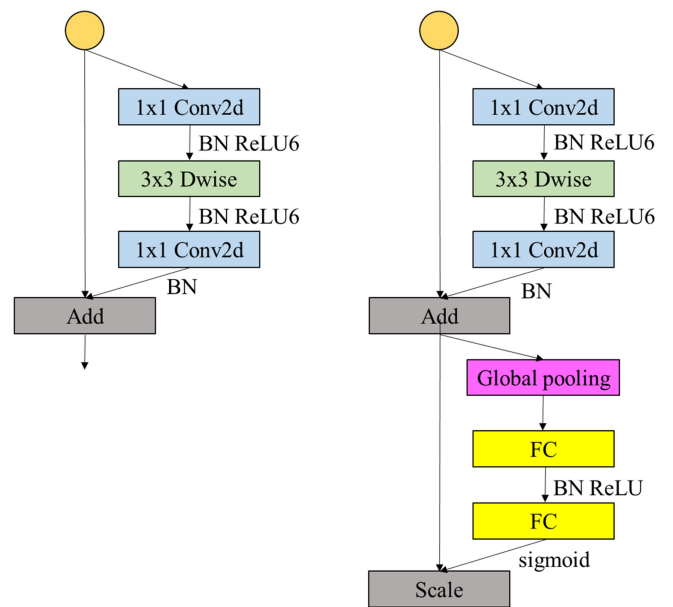 1x1 Conv2d
BN ReLU6
3x3 Dwise
BN ReLU6
1x1 Conv2d
BN
Add
1x1 Conv2d
BN ReLU6
3x3 Dwise
BN ReLU6
1x1 Conv2d
BN
Add
Global pooling
FC
BN ReLU
FC
sigmoid
Scale